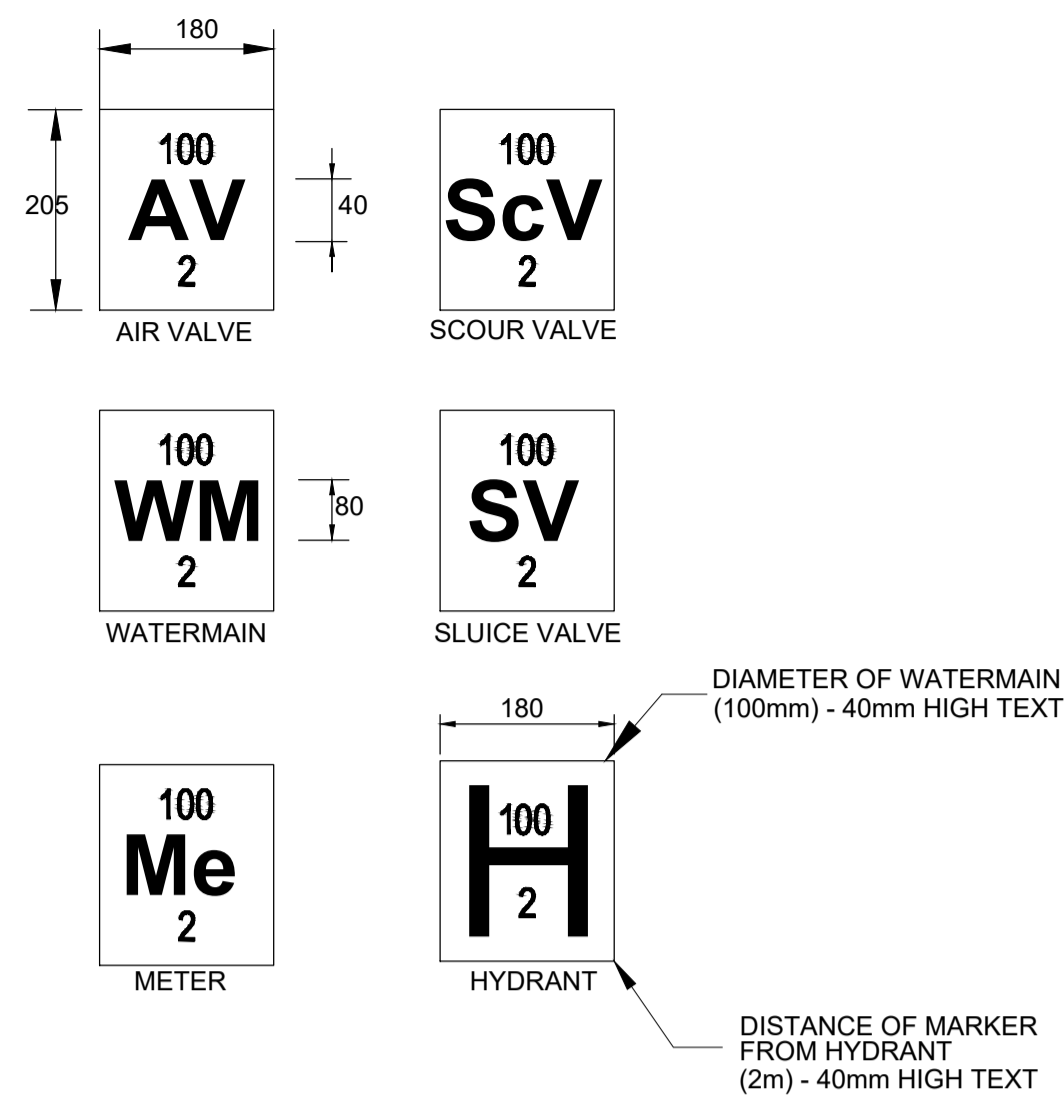 180
205
100
AV
2
40
AIR VALVE
100
ScV
2
SCOUR VALVE
100
WM
2
80
WATERMAIN
100
SV
2
SLUICE VALVE
100
Me
2
METER
180
100
H
2
HYDRANT
DIAMETER OF WATERMAIN
(100mm) - 40mm HIGH TEXT
DISTANCE OF MARKER
FROM HYDRANT
(2m) - 40mm HIGH TEXT